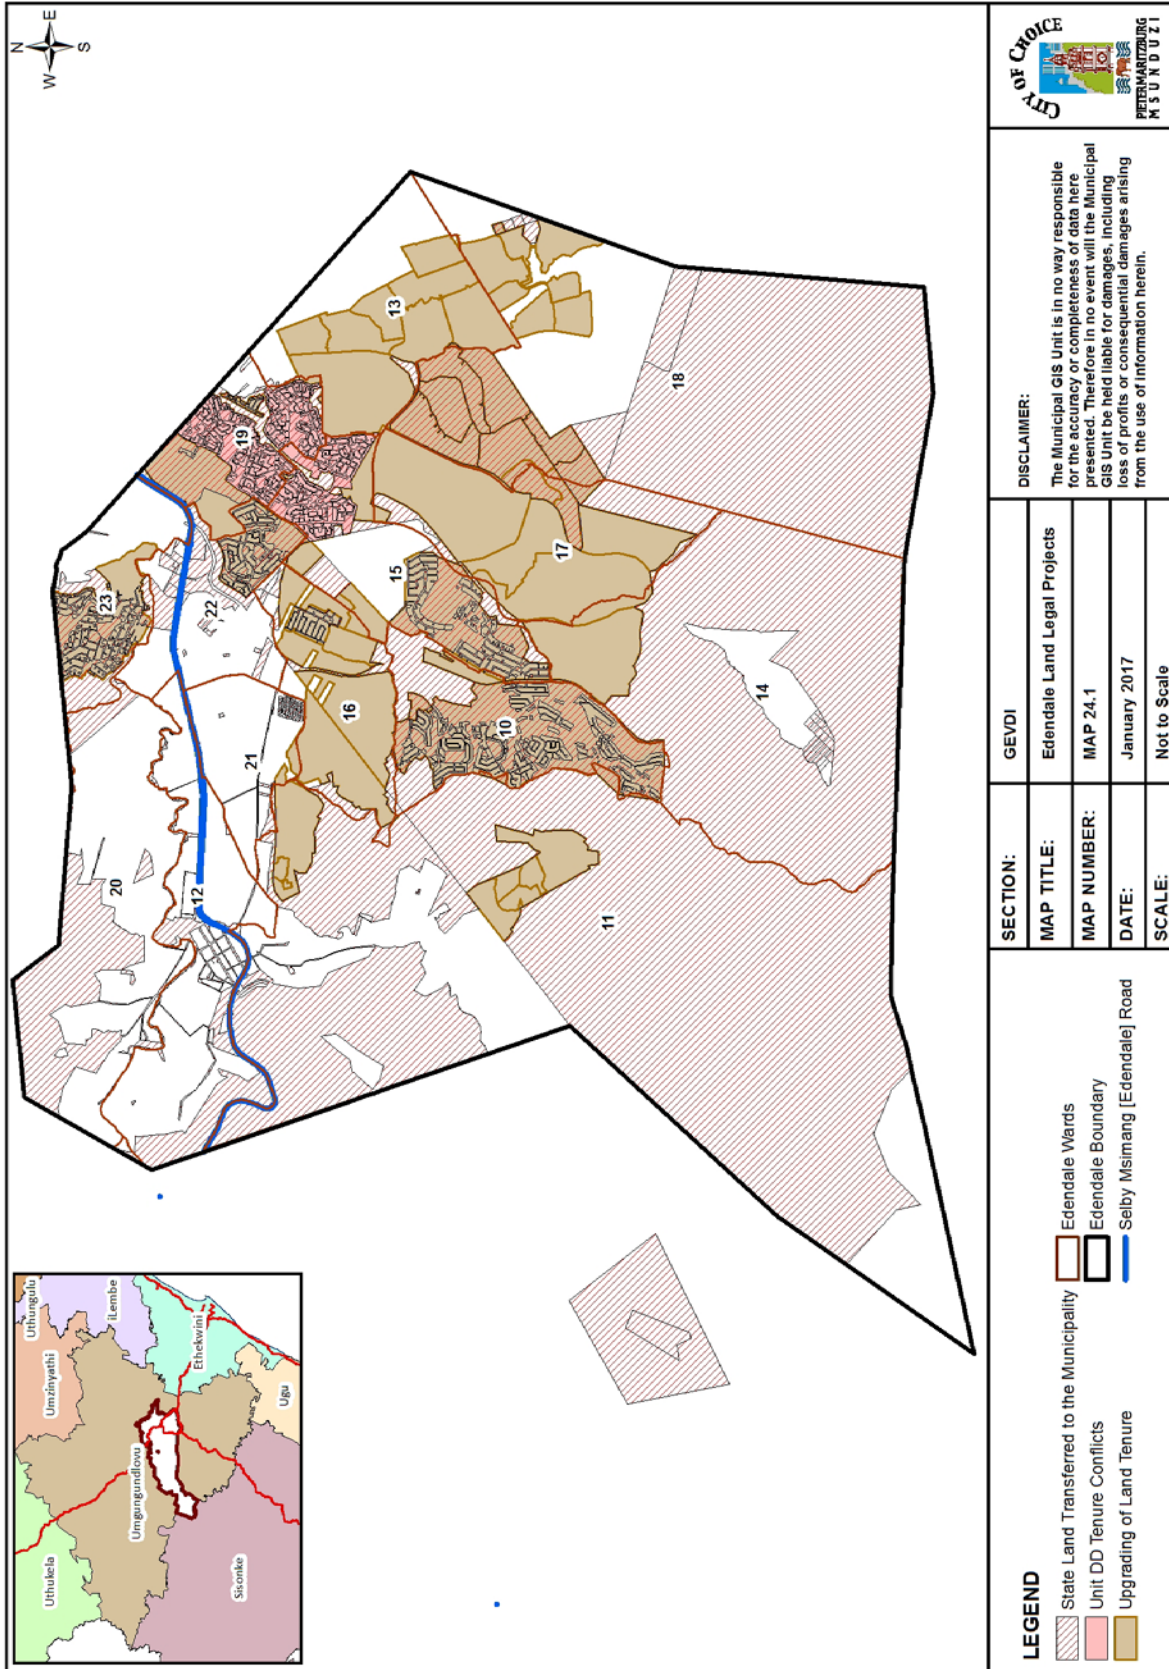 N
W
E
S
Uthungulu
Umzinyathi
iLembe
Uthukela
Umgungundlovu
Ethekwini
Ugu
Sisonke
23
19
13
22
20
12
21
16
15
17
18
10
14
11
LEGEND
State Land Transferred to the Municipality
Unit DD Tenure Conflicts
Upgrading of Land Tenure
Edendale Wards
Edendale Boundary
Selby Msimang [Edendale] Road
SECTION:
GEVDI
MAP TITLE:
Edendale Land Legal Projects
MAP NUMBER:
MAP 24.1
DATE:
January 2017
SCALE:
Not to Scale
DISCLAIMER:
The Municipal GIS Unit is in no way responsible
for the accuracy or completeness of data here
presented. Therefore in no event will the Municipal
GIS Unit be held liable for damages, including
loss of profits or consequential damages arising
from the use of information herein.
CITY OF CHOICE
PIETERMARITZBURG
MSUNDUZI